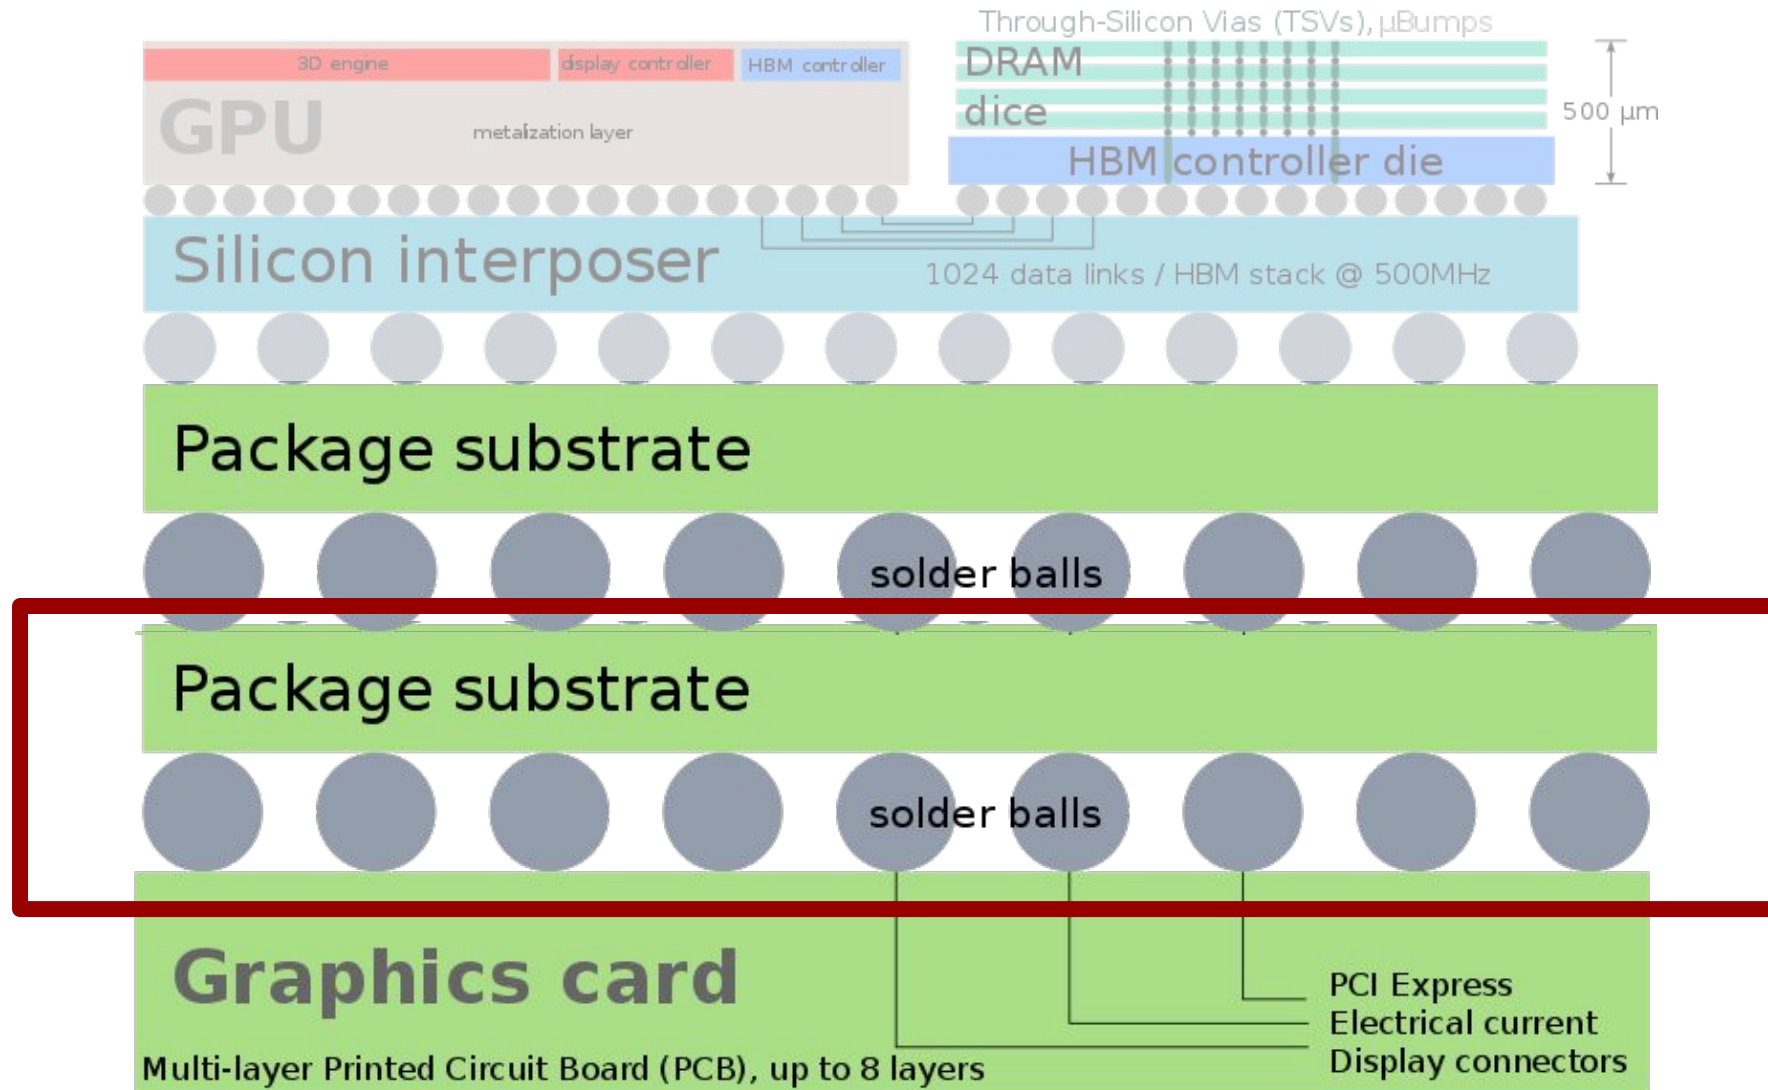 Through-Silicon Vias (TSVs), µBumps
3D engine
display controller
HBM controller
GPU
metalization layer
DRAM
dice
500 µm
HBM controller die
Silicon interposer
1024 data links / HBM stack @ 500MHz
Package substrate
solder balls
Package substrate
solder balls
Graphics card
PCI Express
Electrical current
Display connectors
Multi-layer Printed Circuit Board (PCB), up to 8 layers